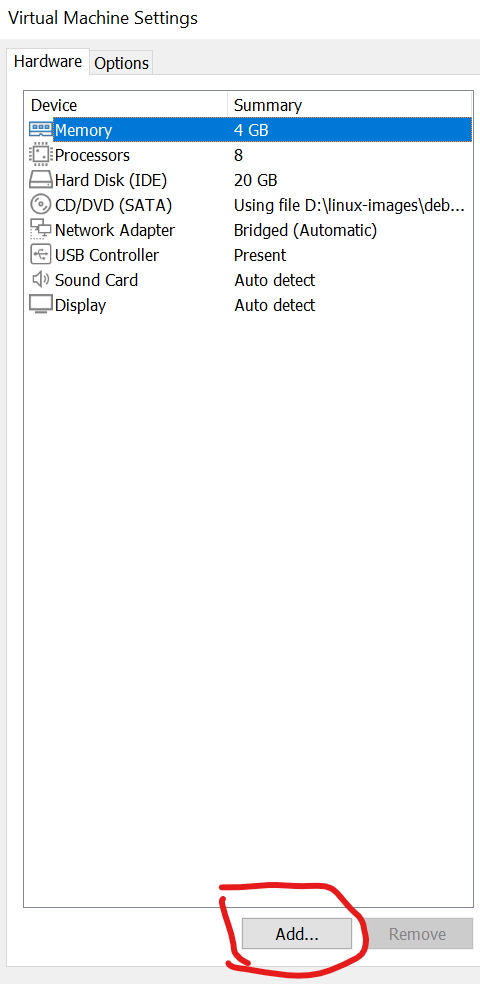 Virtual Machine Settings
Hardware Options
Device Summary
Memory 4 GB
Processors 8
Hard Disk (IDE) 20 GB
CD/DVD (SATA) Using file D:\linux-images\deb...
Network Adapter Bridged (Automatic)
USB Controller Present
Sound Card Auto detect
Display Auto detect
Add... Remove